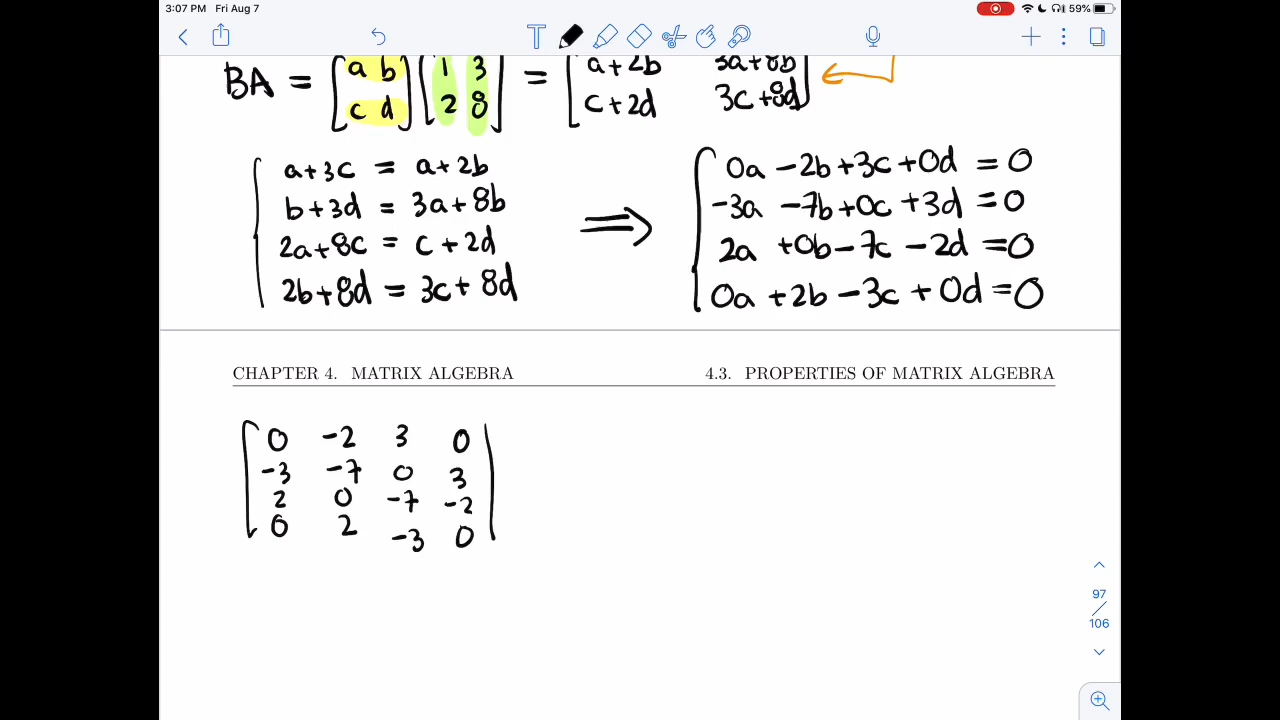 3:07 PM Fri Aug 7 59%
BA = [a b] [1 3] = [a+2b 3a+8b]
[c d] [2 8] [c+2d 3c+8d]
a+3c = a+2b
b+3d = 3a+8b
2a+8c = c+2d
2b+8d = 3c+8d
⟹
0a -2b+3c+0d = 0
-3a -7b+0c+3d = 0
2a +0b-7c-2d = 0
0a +2b-3c+0d = 0
CHAPTER 4. MATRIX ALGEBRA 4.3. PROPERTIES OF MATRIX ALGEBRA
0 -2 3 0
-3 -7 0 3
2 0 -7 -2
0 2 -3 0
97
106